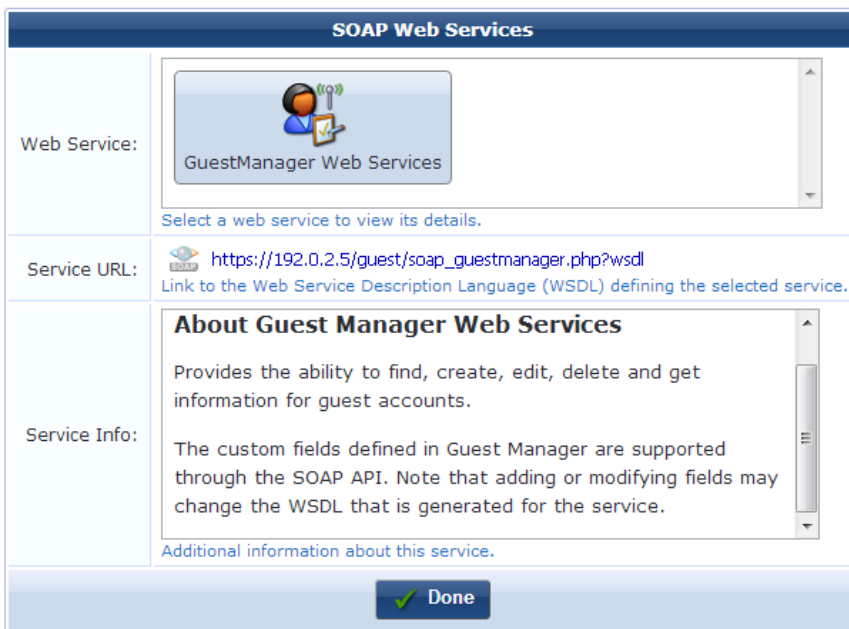 SOAP Web Services
Web Service:
GuestManager Web Services
Select a web service to view its details.
Service URL:
SOAP
https://192.0.2.5/guest/soap_guestmanager.php?wsdl
Link to the Web Service Description Language (WSDL) defining the selected service.
Service Info:
About Guest Manager Web Services
Provides the ability to find, create, edit, delete and get
information for guest accounts.
The custom fields defined in Guest Manager are supported
through the SOAP API. Note that adding or modifying fields may
change the WSDL that is generated for the service.
Additional information about this service.
Done